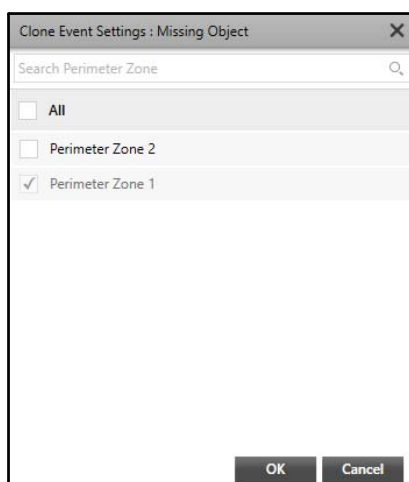 Clone Event Settings : Missing Object
Search Perimeter Zone
All
Perimeter Zone 2
Perimeter Zone 1
OK Cancel